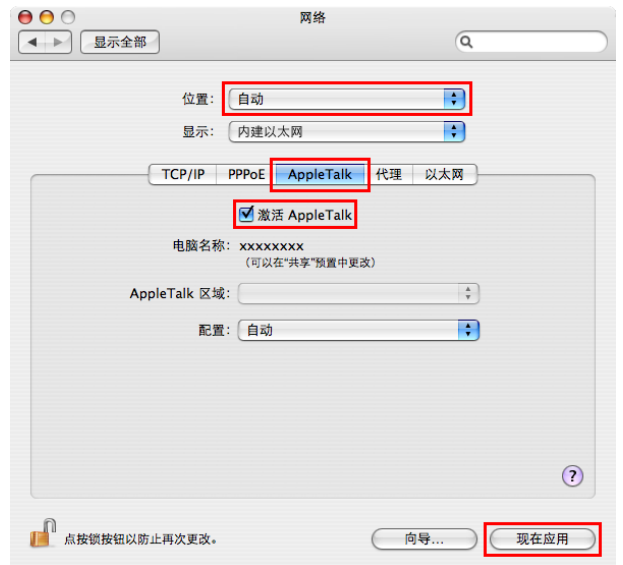 网络
显示全部
位置： 自动
显示： 内建以太网
TCP/IP PPPoE AppleTalk 代理 以太网
激活 AppleTalk
电脑名称： xxxxxxxx
（可以在“共享”预置中更改）
AppleTalk 区域：
配置： 自动
?
点按锁按钮以防止再次更改。 向导... 现在应用